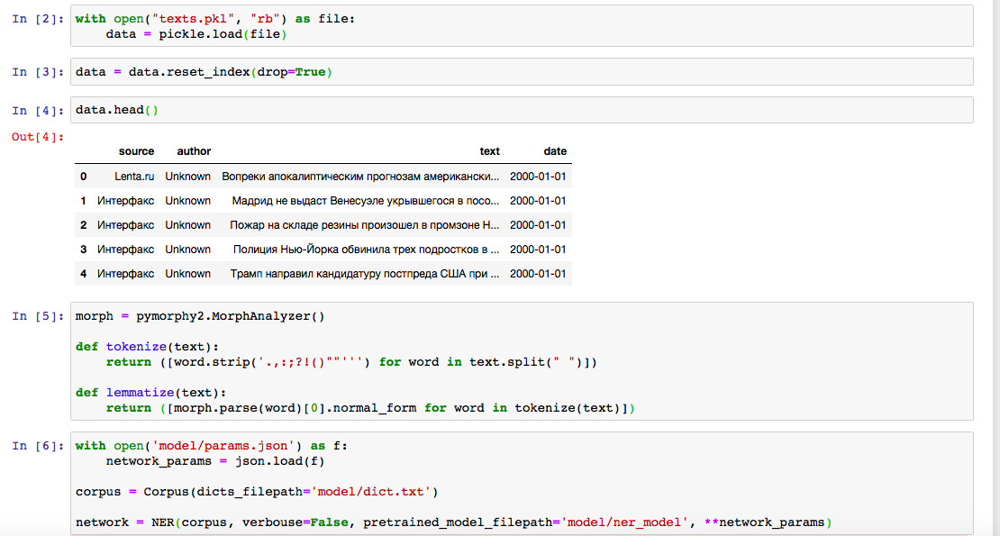 In [2]: with open("texts.pkl", "rb") as file:
data = pickle.load(file)
In [3]: data = data.reset_index(drop=True)
In [4]: data.head()
Out[4]:
source author text date
0 Lenta.ru Unknown Вопреки апокалиптическим прогнозам американски... 2000-01-01
1 Интерфакс Unknown Мадрид не выдаст Венесуэле укрывшегося в посо... 2000-01-01
2 Интерфакс Unknown Пожар на складе резины произошел в промзоне Н... 2000-01-01
3 Интерфакс Unknown Полиция Нью-Йорка обвинила трех подростков в ... 2000-01-01
4 Интерфакс Unknown Трамп направил кандидатуру постпреда США при ... 2000-01-01
In [5]: morph = pymorphy2.MorphAnalyzer()
def tokenize(text):
return ([word.strip('.,:;?!()""''') for word in text.split(" ")])
def lemmatize(text):
return ([morph.parse(word)[0].normal_form for word in tokenize(text)])
In [6]: with open('model/params.json') as f:
network_params = json.load(f)
corpus = Corpus(dicts_filepath='model/dict.txt')
network = NER(corpus, verbouse=False, pretrained_model_filepath='model/ner_model', **network_params)